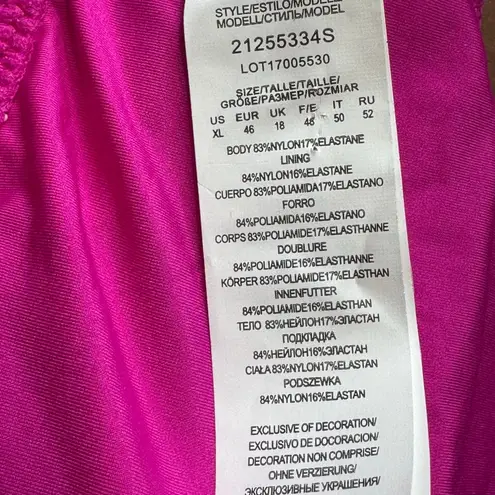 STYLE/ESTILO/MODELE/
MODELL/СТИЛЬ/MODEL
21255334S
LOT17005530
SIZE/TALLE/TAILLE/
GRÖßE/РАЗМЕР/ROZMIAR
US EUR UK F/E IT RU
XL 46 18 46 50 52
BODY 83%NYLON17%ELASTANE
LINING
84%NYLON16%ELASTANE
CUERPO 83%POLIAMIDA17%ELASTANO
FORRO
84%POLIAMIDA16%ELASTANO
CORPS 83%POLIAMIDE17%ELASTHANNE
DOUBLURE
84%POLIAMIDE16%ELASTHANNE
KÖRPER 83%POLIAMIDE17%ELASTHAN
INNENFUTTER
84%POLIAMIDE16%ELASTHAN
ТЕЛО 83%НЕЙЛОН17%ЭЛАСТАН
ПОДКЛАДКА
84%НЕЙЛОН16%ЭЛАСТАН
CIAŁA 83%NYLON17%ELASTAN
PODSZEWKA
84%NYLON16%ELASTAN
EXCLUSIVE OF DECORATION/
EXCLUSIVO DE DOCORACION/
DECORATION NON COMPRISE/
OHNE VERZIERUNG/
ЭКСКЛЮЗИВНЫЕ УКРАШЕНИЯ/